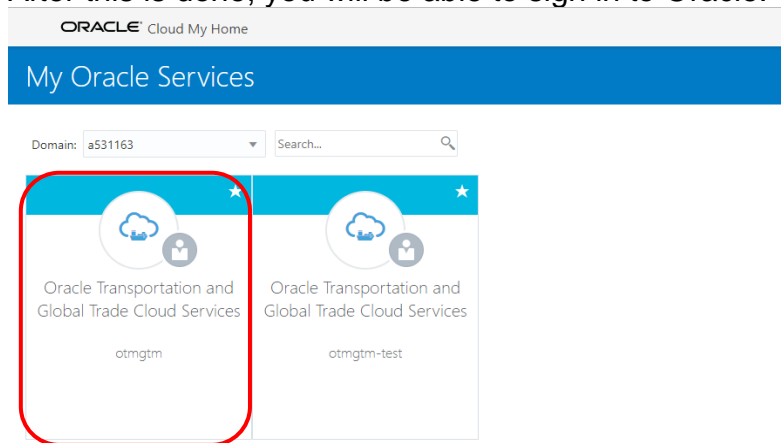 After this is done, you will be able to sign in to Oracle.
ORACLE Cloud My Home
My Oracle Services
Domain: a531163 Search...
Oracle Transportation and
Global Trade Cloud Services
otmgtm
Oracle Transportation and
Global Trade Cloud Services
otmgtm-test